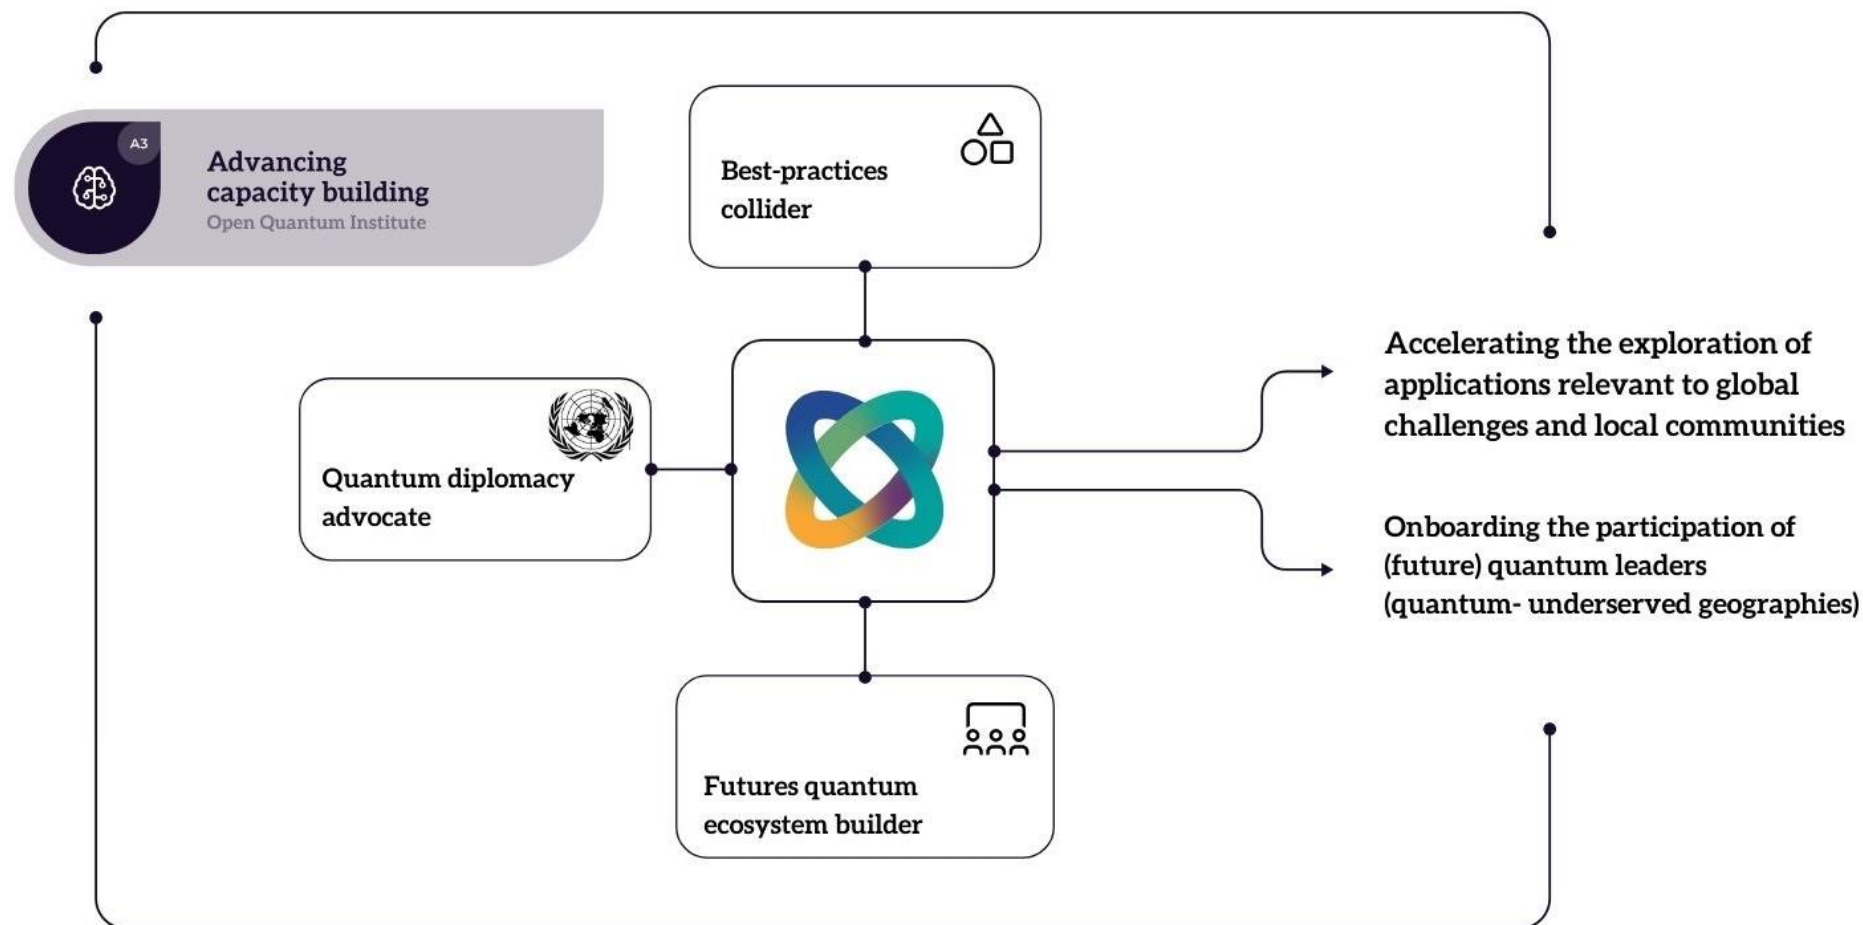 A3
Advancing
capacity building
Open Quantum Institute
Best-practices
collider
Quantum diplomacy
advocate
Futures quantum
ecosystem builder
Accelerating the exploration of
applications relevant to global
challenges and local communities
Onboarding the participation of
(future) quantum leaders
(quantum- underserved geographies)